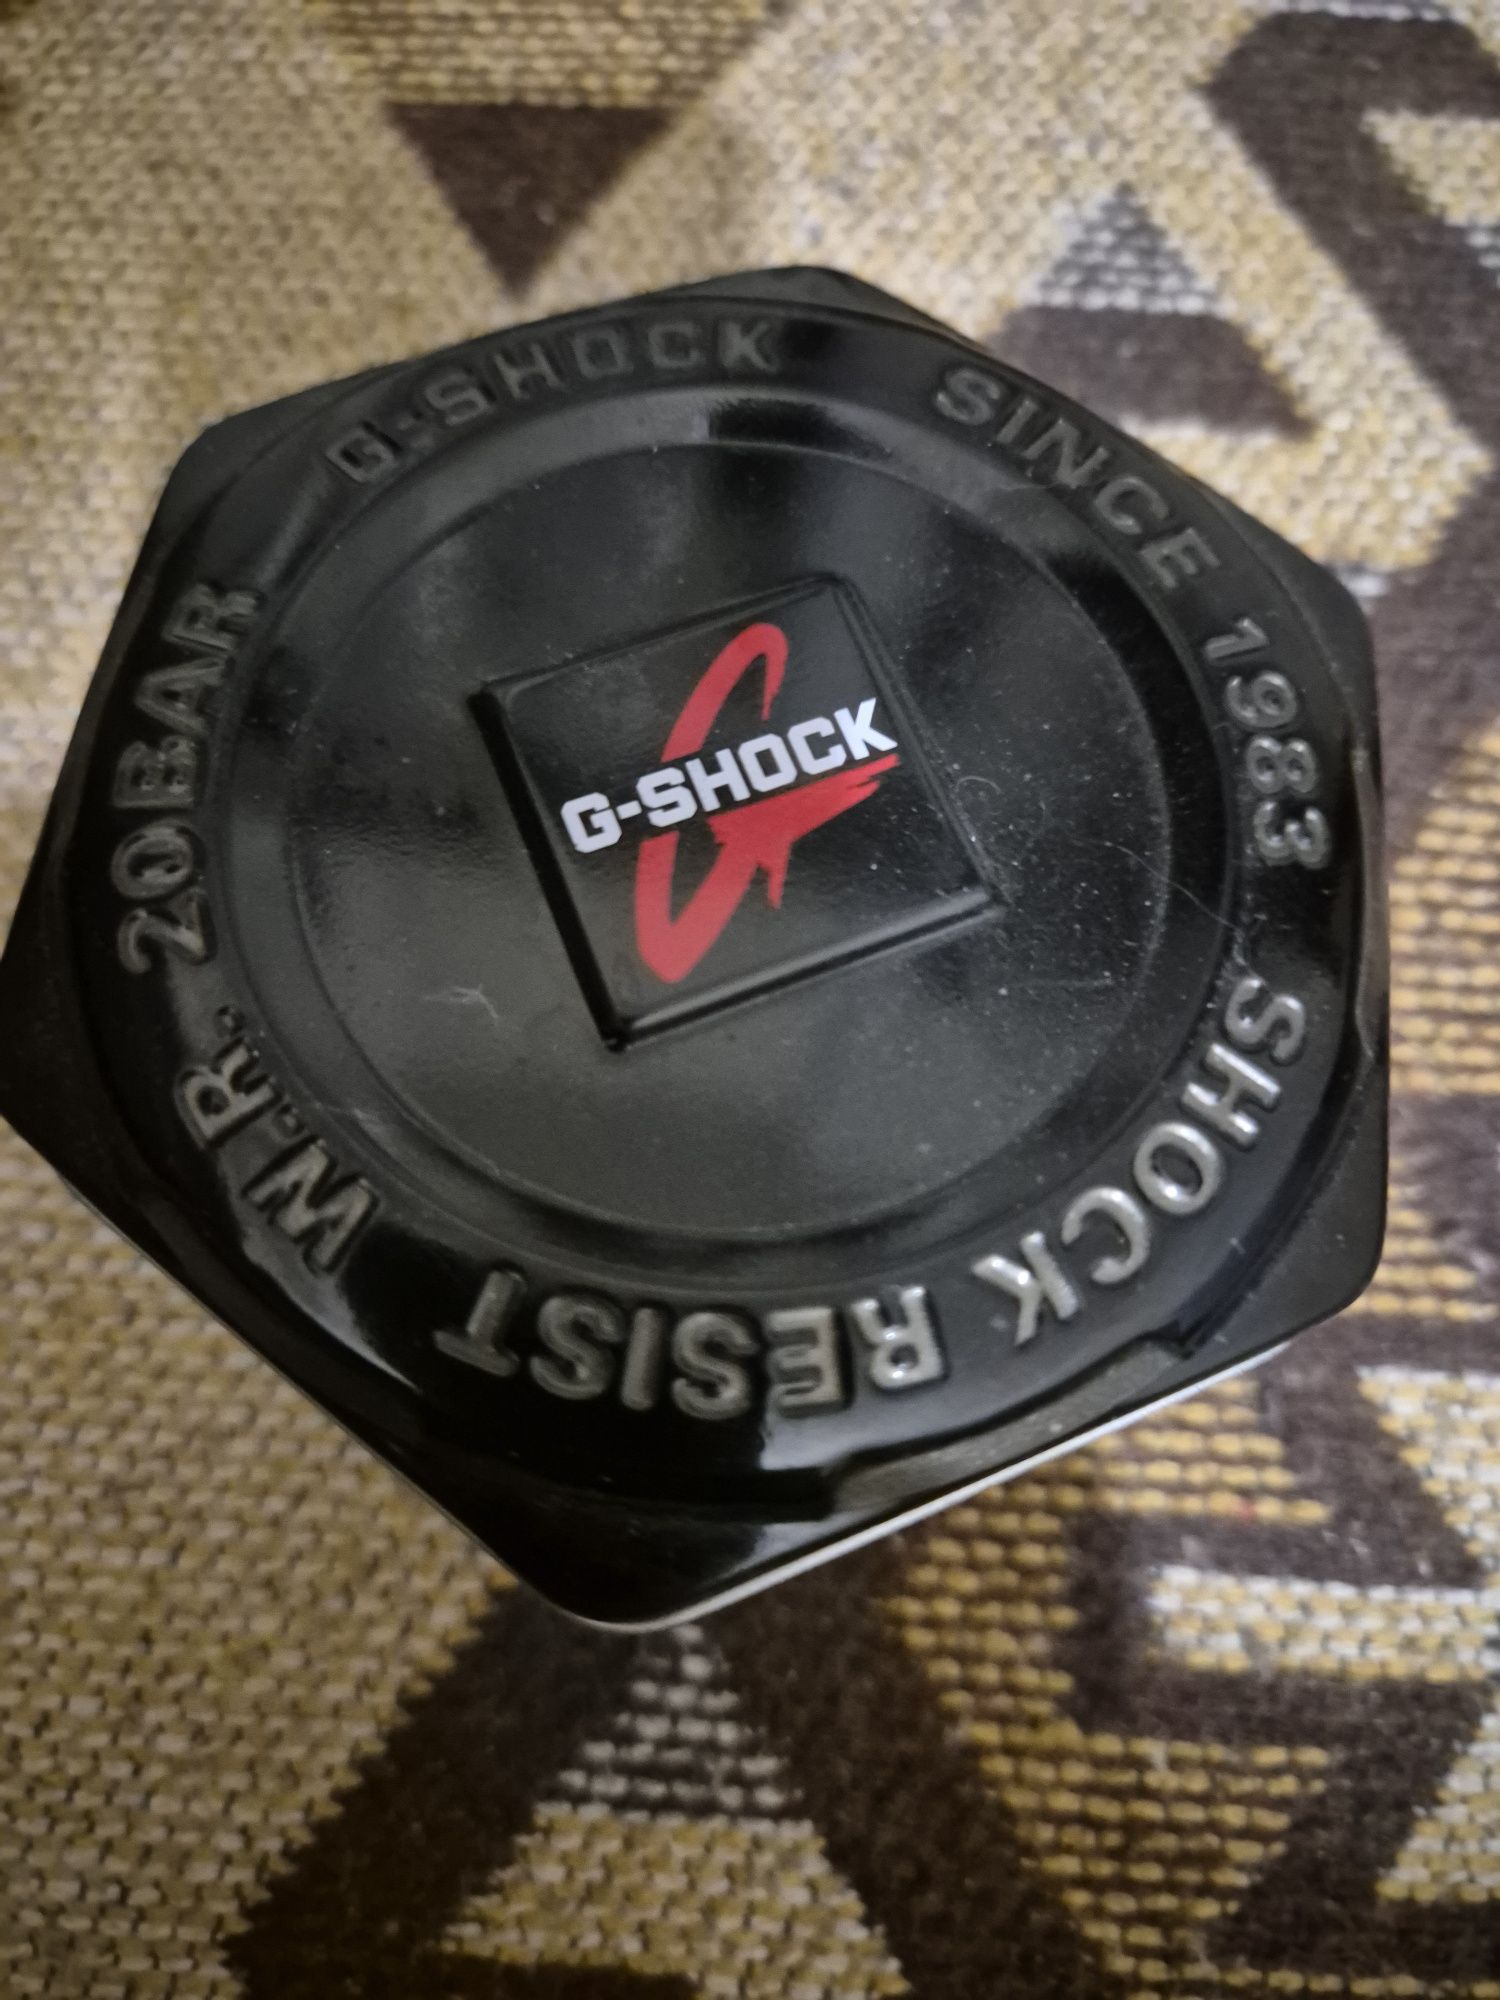 G-SHOCK
G-SHOCK SINCE 1983 SHOCK RESIST W.R. 20BAR